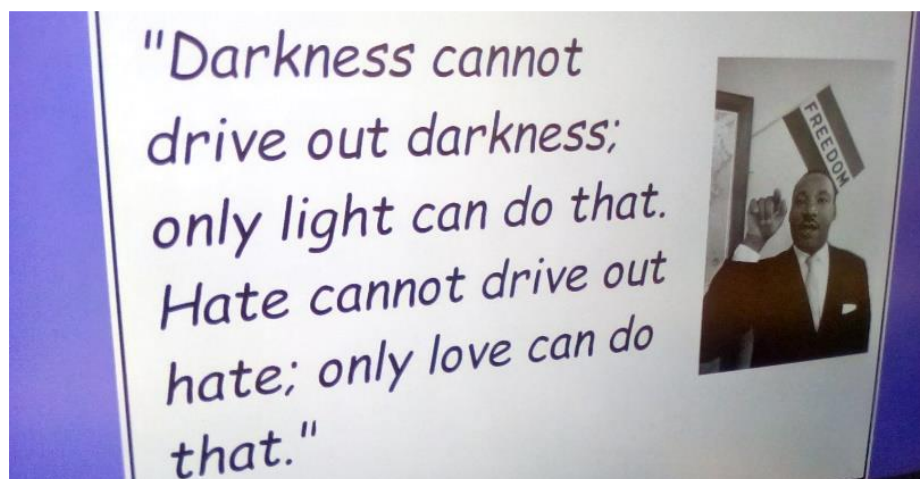 "Darkness cannot
drive out darkness;
only light can do that.
Hate cannot drive out
hate; only love can do
that."
FREEDOM